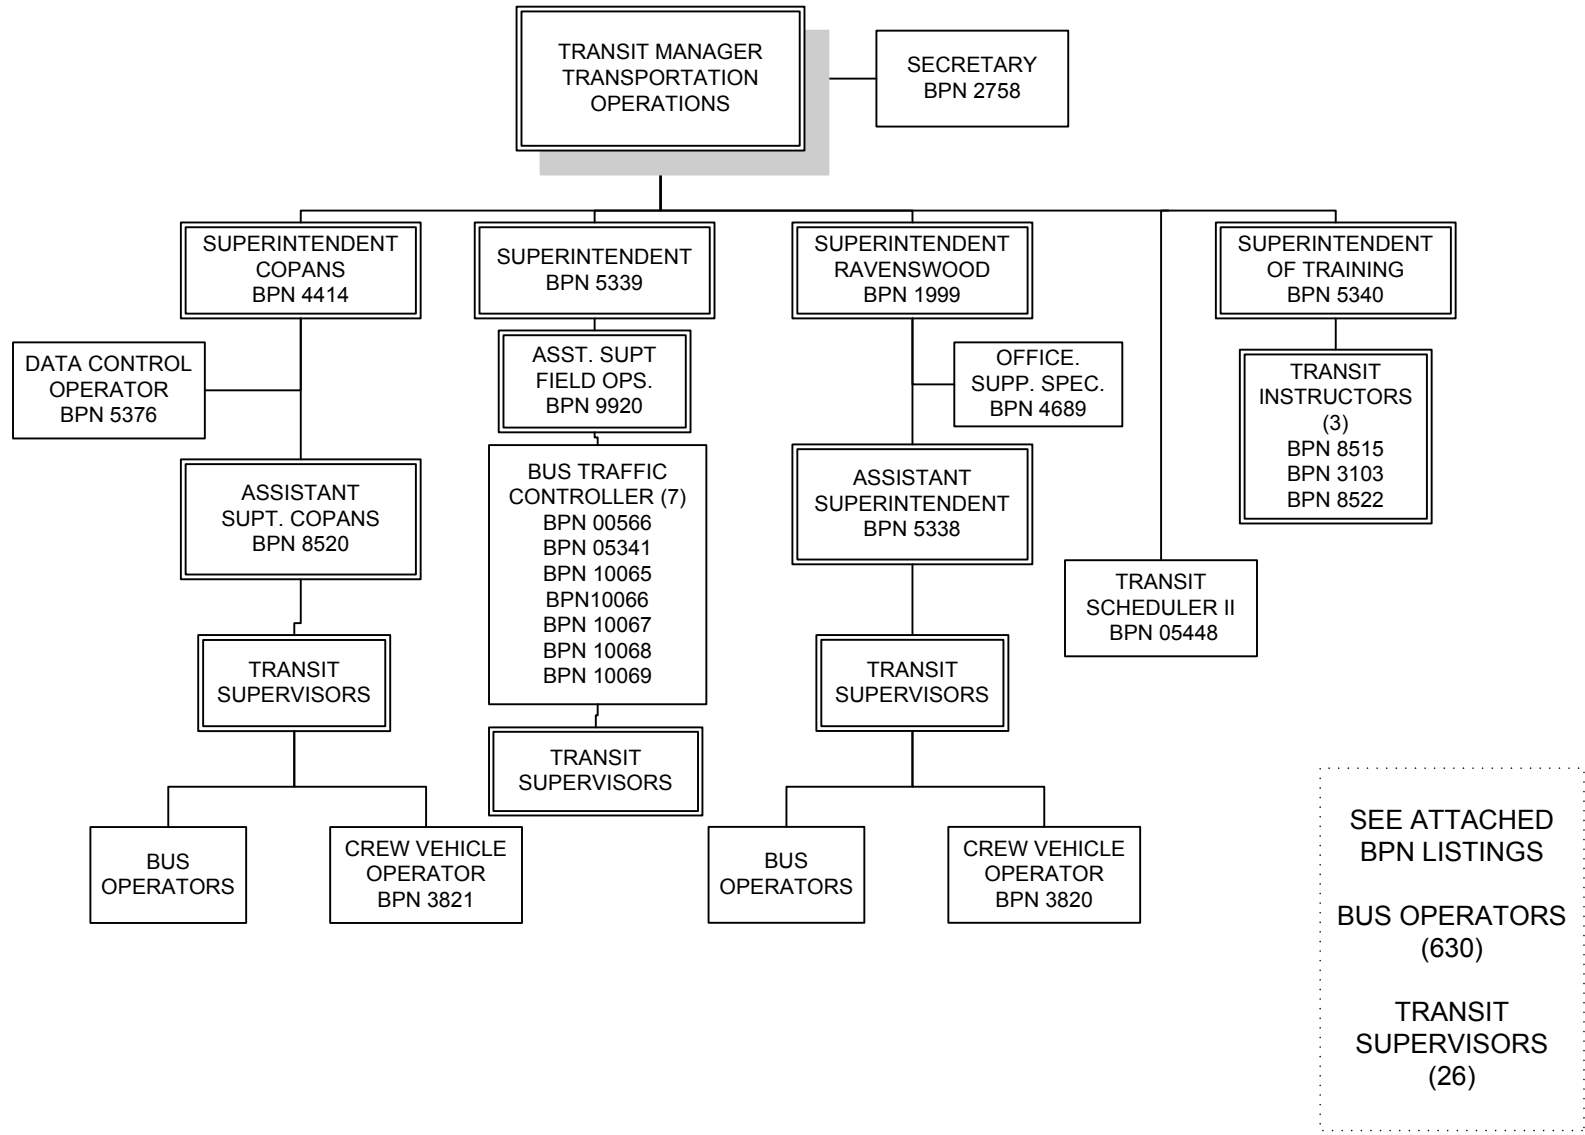 TRANSIT MANAGER
TRANSPORTATION
OPERATIONS
SECRETARY
BPN 2758
SUPERINTENDENT
COPANS
BPN 4414
SUPERINTENDENT
BPN 5339
SUPERINTENDENT
RAVENSWOOD
BPN 1999
SUPERINTENDENT
OF TRAINING
BPN 5340
DATA CONTROL
OPERATOR
BPN 5376
ASST. SUPT
FIELD OPS.
BPN 9920
OFFICE.
SUPP. SPEC.
BPN 4689
TRANSIT
INSTRUCTORS
(3)
BPN 8515
BPN 3103
BPN 8522
ASSISTANT
SUPT. COPANS
BPN 8520
BUS TRAFFIC
CONTROLLER (7)
BPN 00566
BPN 05341
BPN 10065
BPN10066
BPN 10067
BPN 10068
BPN 10069
ASSISTANT
SUPERINTENDENT
BPN 5338
TRANSIT
SCHEDULER II
BPN 05448
TRANSIT
SUPERVISORS
TRANSIT
SUPERVISORS
TRANSIT
SUPERVISORS
BUS
OPERATORS
CREW VEHICLE
OPERATOR
BPN 3821
BUS
OPERATORS
CREW VEHICLE
OPERATOR
BPN 3820
SEE ATTACHED
BPN LISTINGS
BUS OPERATORS
(630)
TRANSIT
SUPERVISORS
(26)